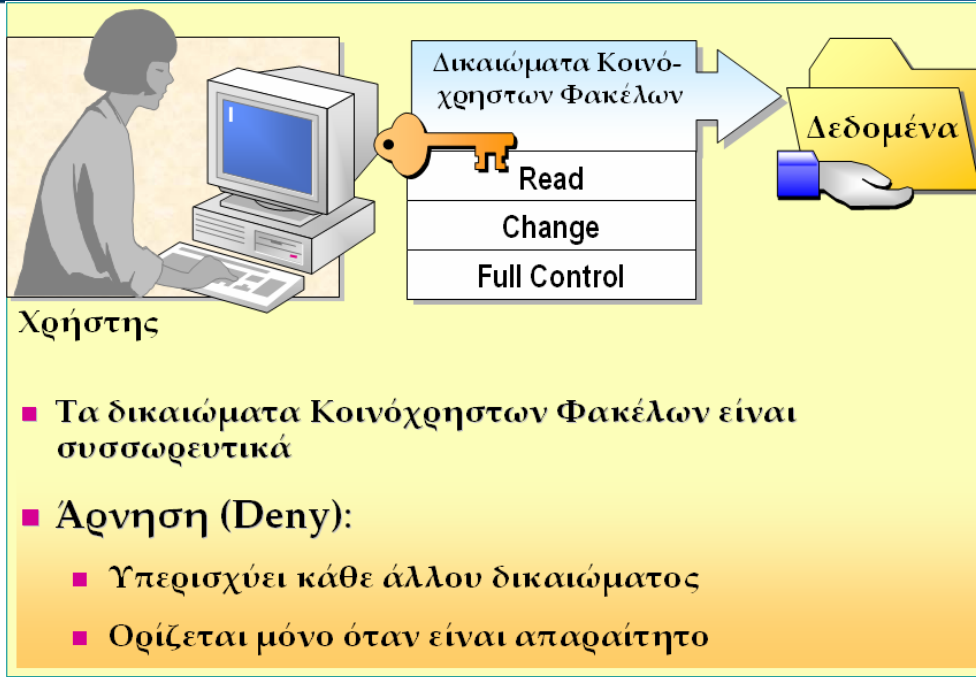 Δικαιώματα Κοινό-
χρηστων Φακέλων
Δεδομένα
Read
Change
Full Control
Χρήστης
Τα δικαιώματα Κοινόχρηστων Φακέλων είναι
συσσωρευτικά
Άρνηση (Deny):
Υπερισχύει κάθε άλλου δικαιώματος
Ορίζεται μόνο όταν είναι απαραίτητο